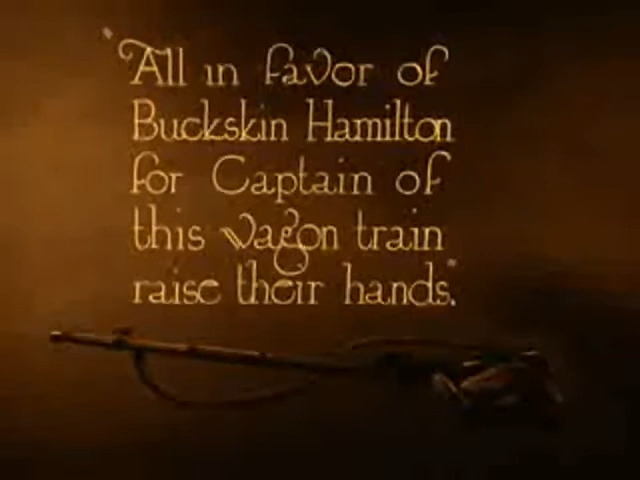 "All in favor of
Buckskin Hamilton
for Captain of
this wagon train
raise their hands."